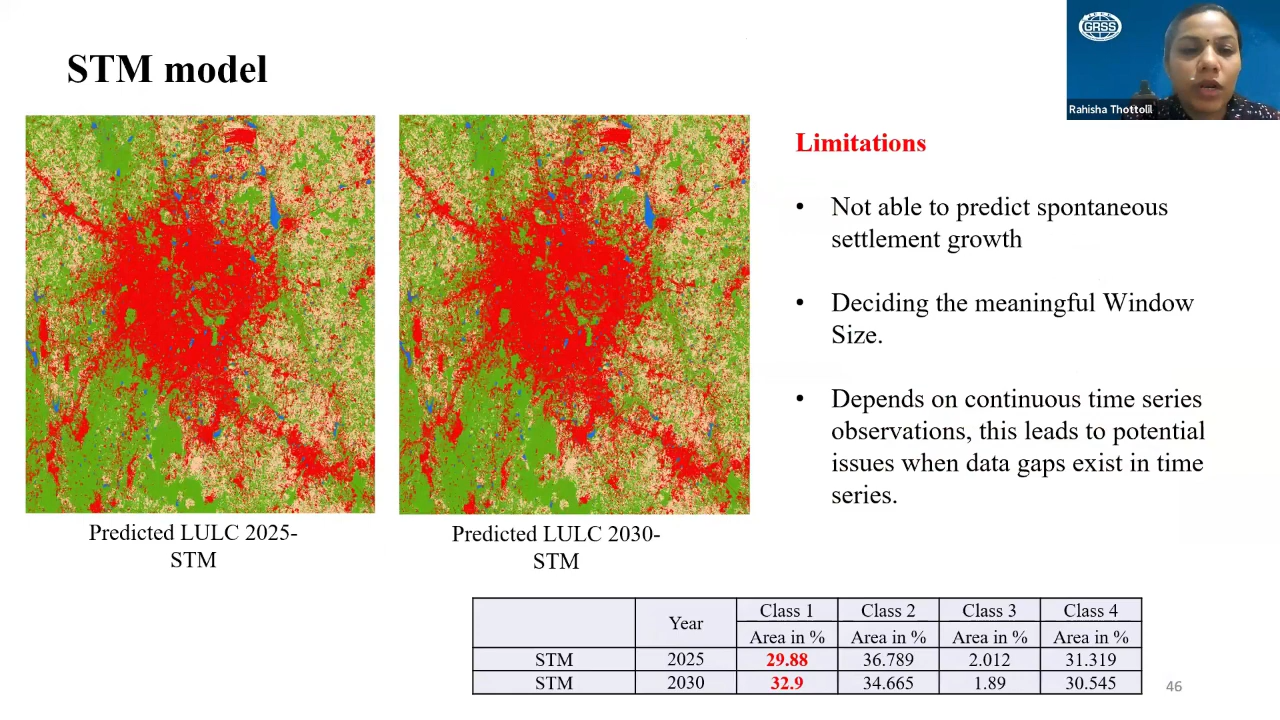 STM model
GRSS
Rahisha Thottolil
Limitations
• Not able to predict spontaneous
settlement growth
• Deciding the meaningful Window
Size.
• Depends on continuous time series
observations, this leads to potential
issues when data gaps exist in time
series.
Predicted LULC 2025-
STM
Predicted LULC 2030-
STM
Year Class 1 Class 2 Class 3 Class 4
Area in % Area in % Area in % Area in %
STM 2025 29.88 36.789 2.012 31.319
STM 2030 32.9 34.665 1.89 30.545
46